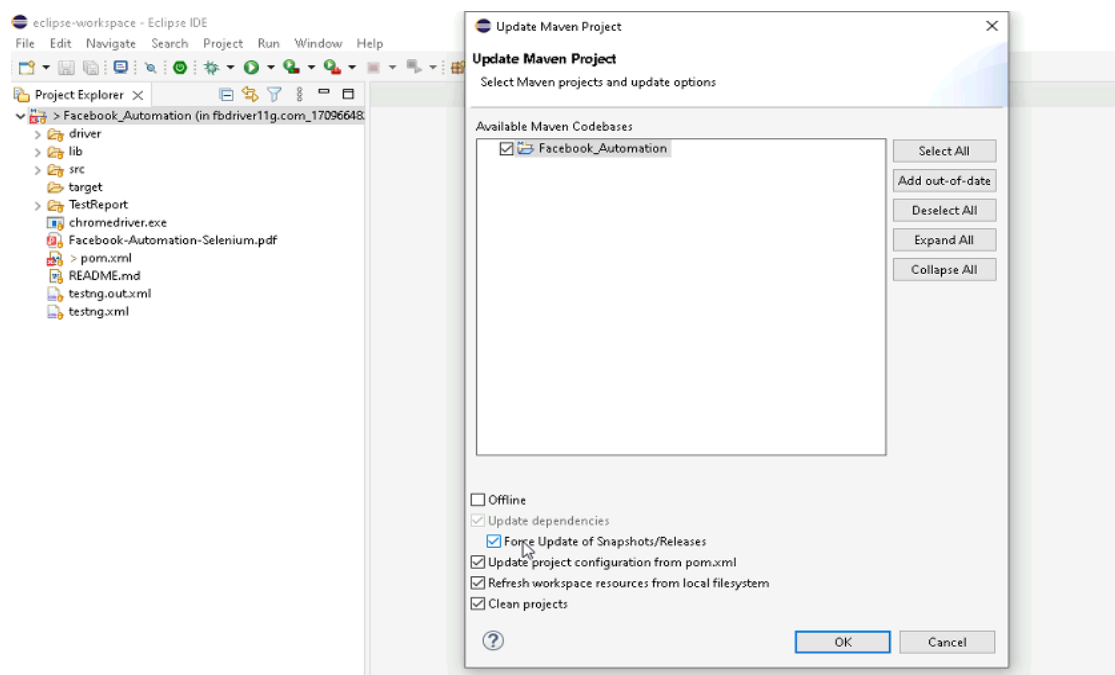 eclipse-workspace - Eclipse IDE
File Edit Navigate Search Project Run Window Help
Project Explorer
> Facebook_Automation (in fbdriver11g.com_17096648
driver
lib
src
target
TestReport
chromedriver.exe
Facebook-Automation-Selenium.pdf
> pom.xml
README.md
testng.out.xml
testng.xml
Update Maven Project
Update Maven Project
Select Maven projects and update options
Available Maven Codebases
Facebook_Automation
Select All
Add out-of-date
Deselect All
Expand All
Collapse All
Offline
Update dependencies
Force Update of Snapshots/Releases
Update project configuration from pom.xml
Refresh workspace resources from local filesystem
Clean projects
OK
Cancel